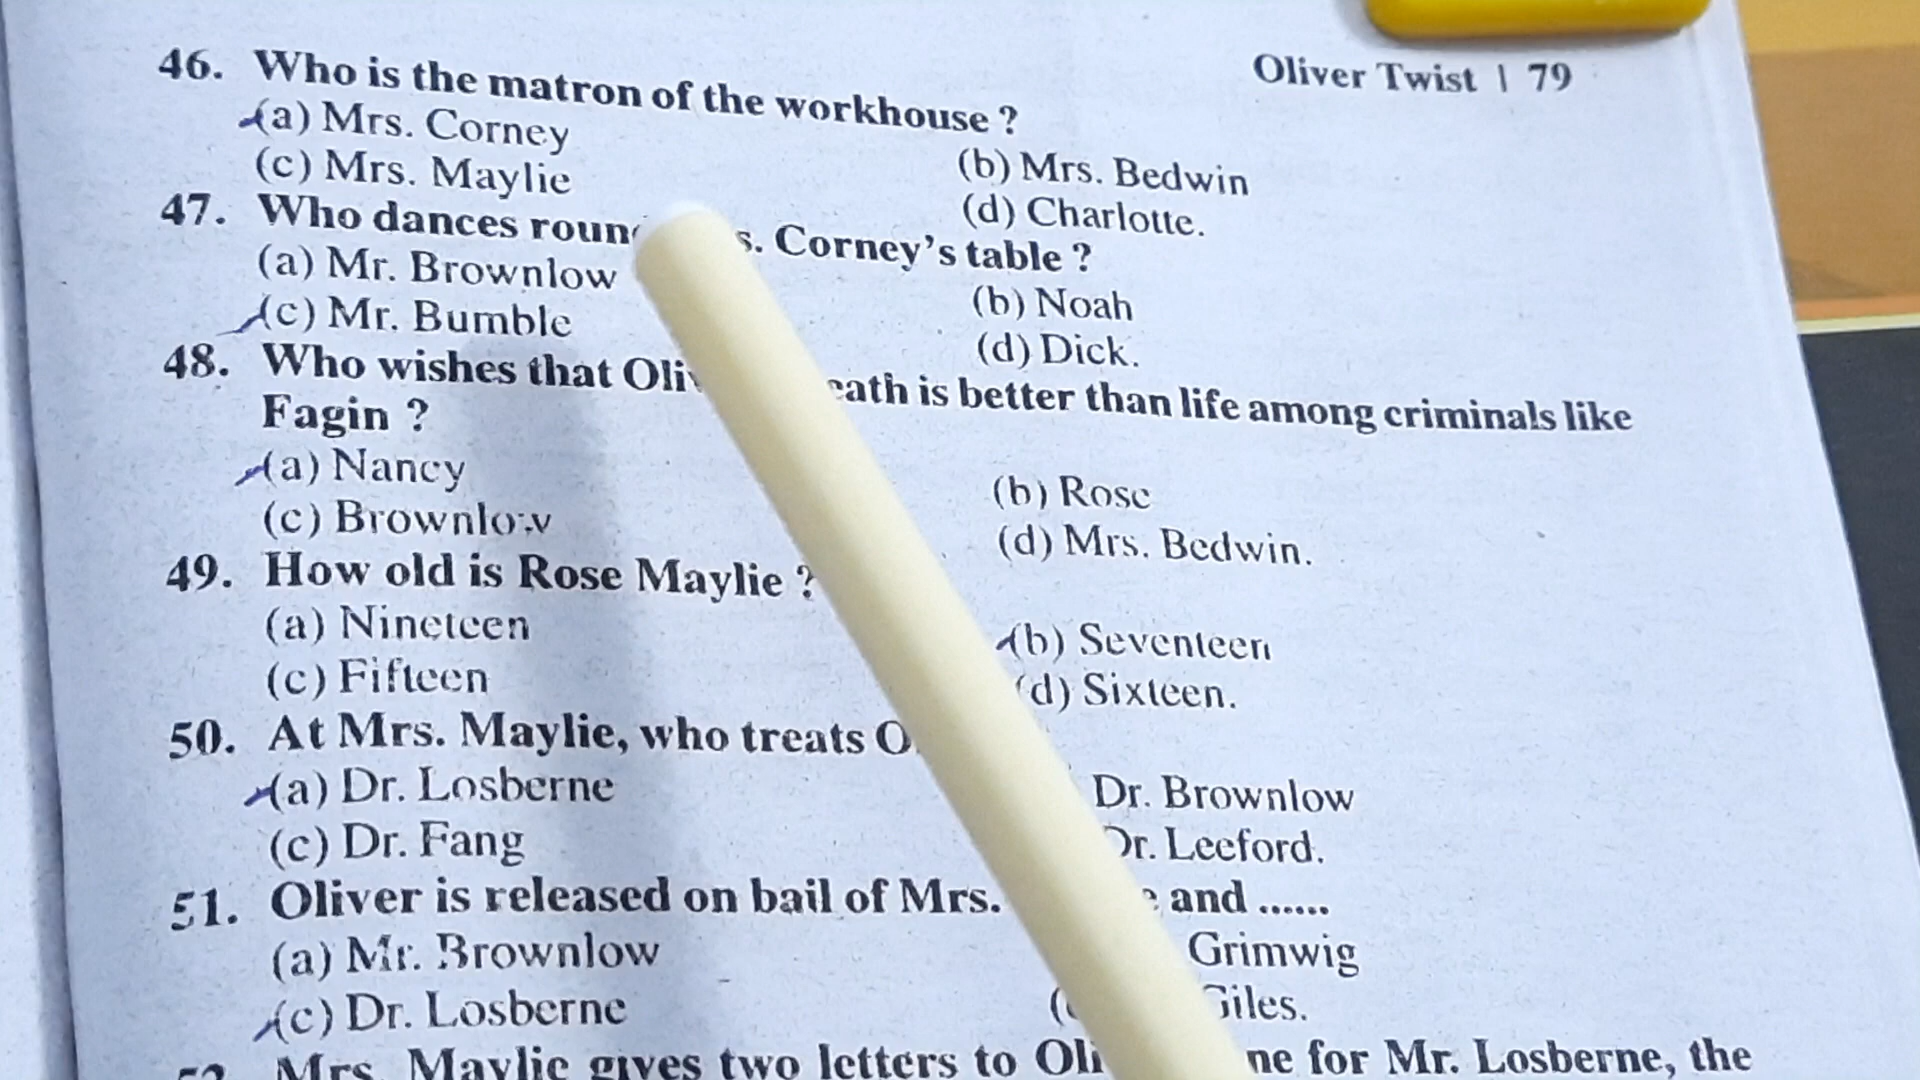 Oliver Twist | 79
46. Who is the matron of the workhouse ?
(a) Mrs. Corney
(b) Mrs. Bedwin
(c) Mrs. Maylie
(d) Charlotte.
47. Who dances Corney's table ?
(a) Mr. Brownlow
(b) Noah
(c) Mr. Bumble
(d) Dick.
48. Who wishes that is better than life among criminals like
Fagin ?
(a) Nancy
(b) Rose
(c) Brownlow
(d) Mrs. Bedwin.
49. How old is Rose Maylie ?
(a) Nineteen
(b) Seventeen
(c) Fifteen
(d) Sixteen.
50. At Mrs. Maylie, who treats
(a) Dr. Losberne
Dr. Brownlow
(c) Dr. Fang
Dr. Leeford.
51. Oliver is released on bail of Mrs. and ......
(a) Mr. Brownlow
Grimwig
(c) Dr. Losberne
Giles.
Mrs. Maylie gives two letters to for Mr. Losberne, the